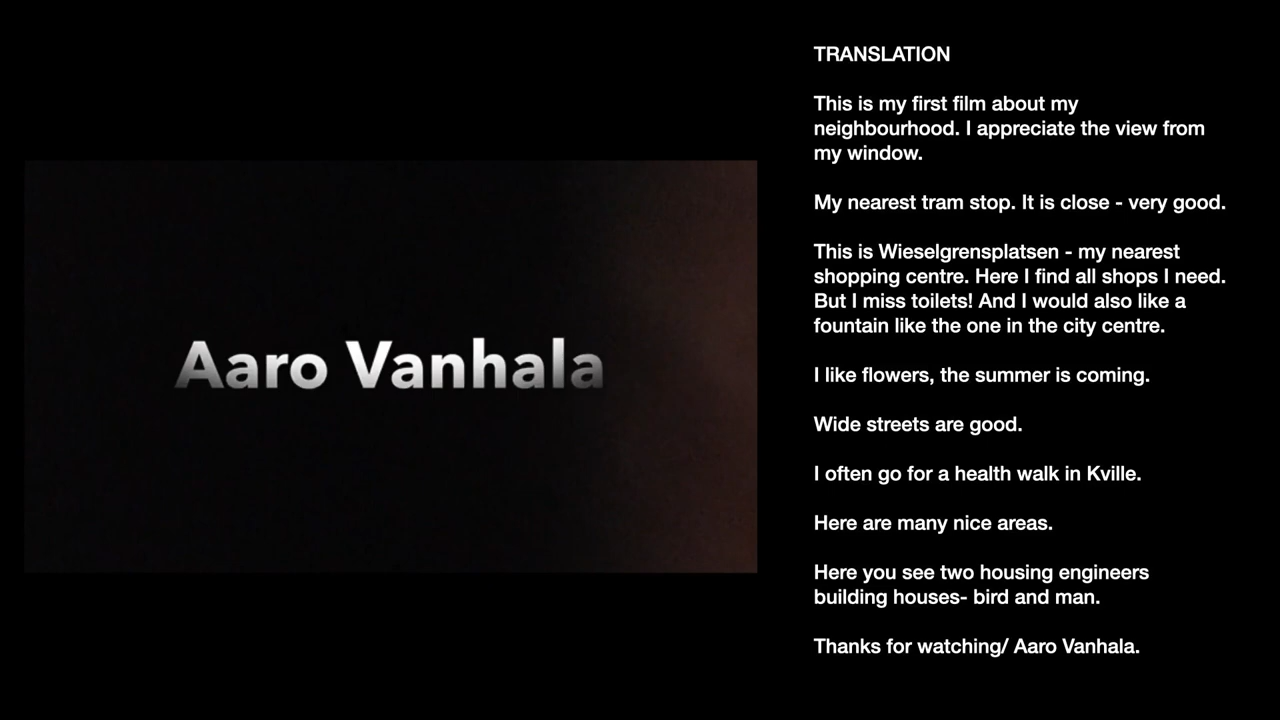 Aaro Vanhala
TRANSLATION
This is my first film about my
neighbourhood. I appreciate the view from
my window.
My nearest tram stop. It is close - very good.
This is Wieselgrensplatsen - my nearest
shopping centre. Here I find all shops I need.
But I miss toilets! And I would also like a
fountain like the one in the city centre.
I like flowers, the summer is coming.
Wide streets are good.
I often go for a health walk in Kville.
Here are many nice areas.
Here you see two housing engineers
building houses- bird and man.
Thanks for watching/ Aaro Vanhala.